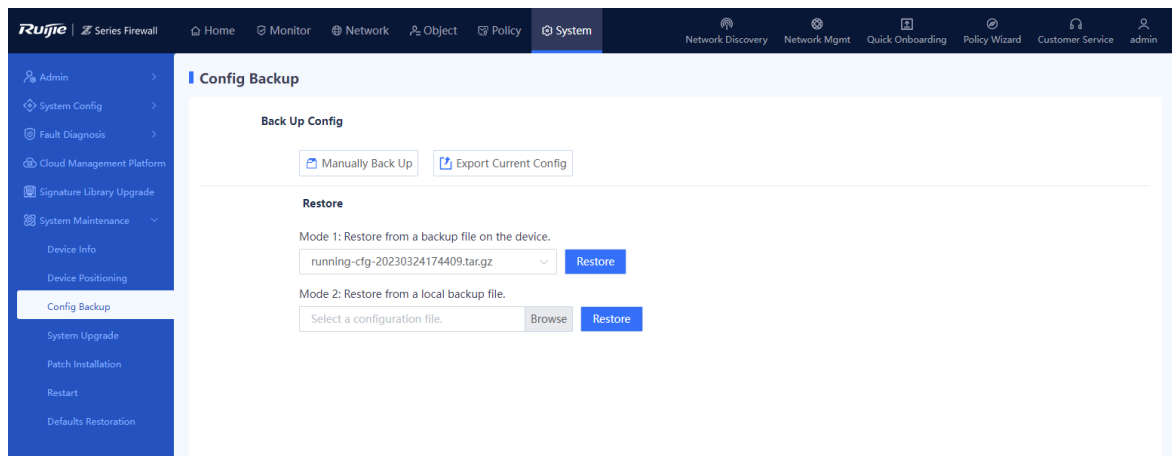 Ruijie | Z Series Firewall Home Monitor Network Object Policy System Network Discovery Network Mgmt Quick Onboarding Policy Wizard Customer Service admin
Admin
System Config
Fault Diagnosis
Cloud Management Platform
Signature Library Upgrade
System Maintenance
Device Info
Device Positioning
Config Backup
System Upgrade
Patch Installation
Restart
Defaults Restoration
Config Backup
Back Up Config
Manually Back Up Export Current Config
Restore
Mode 1: Restore from a backup file on the device.
running-cfg-20230324174409.tar.gz Restore
Mode 2: Restore from a local backup file.
Select a configuration file. Browse Restore